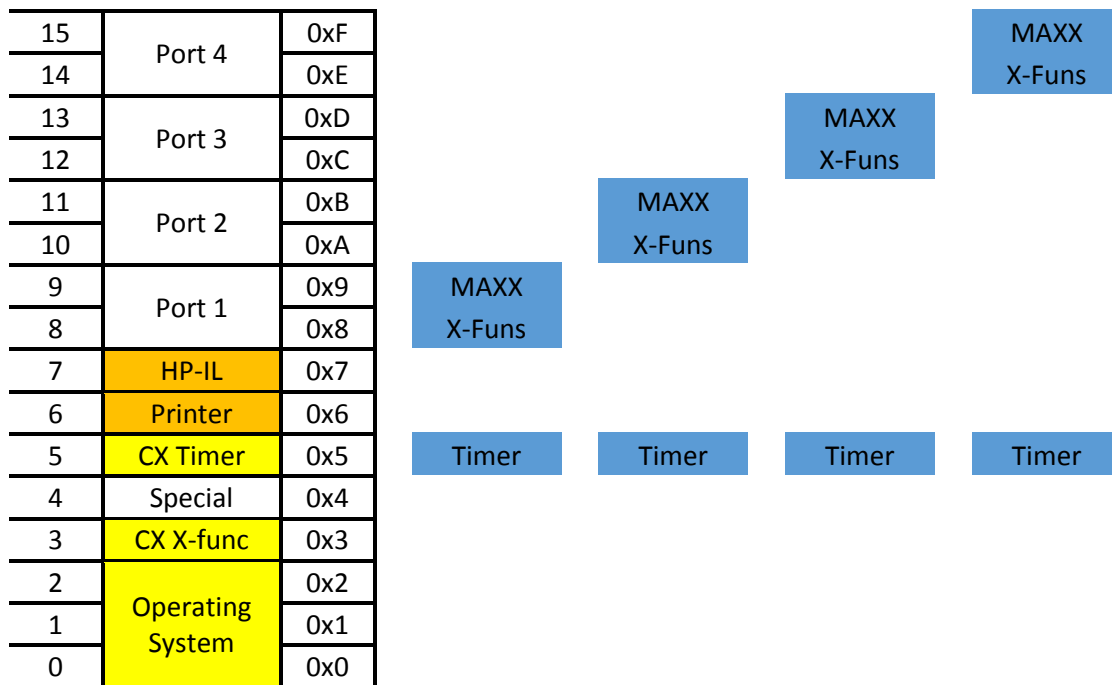 15 Port 4 0xF MAXX
14 0xE X-Funs
13 Port 3 0xD MAXX
12 0xC X-Funs
11 Port 2 0xB MAXX
10 0xA X-Funs
9 Port 1 0x9 MAXX
8 0x8 X-Funs
7 HP-IL 0x7
6 Printer 0x6
5 CX Timer 0x5 Timer Timer Timer Timer
4 Special 0x4
3 CX X-func 0x3
2 0x2
Operating
1 0x1
System
0 0x0